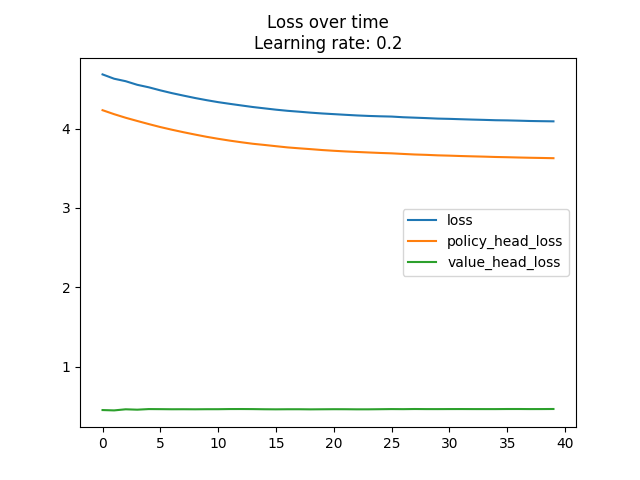 Loss over time
Learning rate: 0.2
4
3
2
1
loss
policy_head_loss
value_head_loss
0 5 10 15 20 25 30 35 40